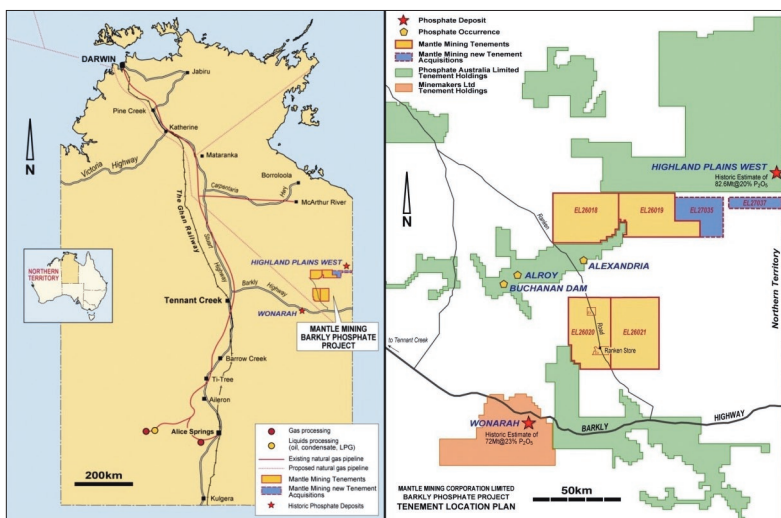 DARWIN
Jabiru
Pine Creek
Katherine
Victoria Highway
Mataranka
Carpentaria Hwy
Borroloola
McArthur River
The Ghan Railway
Stuart Highway
N
NORTHERN
TERRITORY
HIGHLAND PLAINS WEST
Tennant Creek
Barkly Highway
WONARAH
MANTLE MINING
BARKLY PHOSPHATE
PROJECT
Barrow Creek
Ti-Tree
Aileron
Alice Springs
Kulgera
200km
Gas processing
Liquids processing
(oil, condensate, LPG)
Existing natural gas pipeline
Proposed natural gas pipeline
Mantle Mining Tenements
Mantle Mining new Tenement
Acquisitions
Historic Phosphate Deposits
Phosphate Deposit
Phosphate Occurrence
Mantle Mining Tenements
Mantle Mining new Tenement
Acquisitions
Phosphate Australia Limited
Tenement Holdings
Minemakers Ltd
Tenement Holdings
N
HIGHLAND PLAINS WEST
Historic Estimate of
82.6Mt@20% P₂O₅
Ranken
EL26018
EL26019
EL27035
EL27037
ALEXANDRIA
ALROY
BUCHANAN DAM
Northern Territory
EL26020
EL26021
Road
Ranken Store
to Tennant Creek
WONARAH
Historic Estimate of
72Mt@23% P₂O₅
BARKLY HIGHWAY
MANTLE MINING CORPORATION LIMITED
BARKLY PHOSPHATE PROJECT
TENEMENT LOCATION PLAN
50km